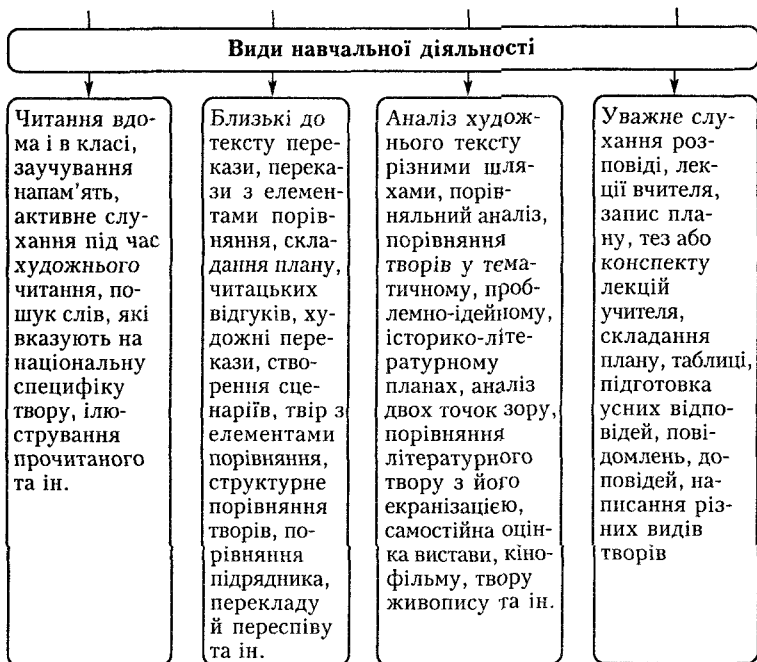 Види навчальної діяльності
Читання вдо-
ма і в класі,
заучування
напам’ять,
активне слу-
хання під час
художнього
читання, по-
шук слів, які
вказують на
національну
специфіку
твору, ілю-
стрування
прочитаного
та ін.
Близькі до
тексту пере-
кази, перека-
зи з елемен-
тами порів-
няння, скла-
дання плану,
читацьких
відгуків, ху-
дожні пере-
кази, ство-
рення сце-
наріїв, твір з
елементами
порівняння,
структурне
порівняння
творів, по-
рівняння
підрядника,
перекладу
й переспіву
та ін.
Аналіз худож-
нього тексту
різними шля-
хами, порів-
няльний аналіз,
порівняння
творів у тема-
тичному, проб-
лемно-ідейному,
історико-літе-
ратурному
планах, аналіз
двох точок зору,
порівняння
літературного
твору з його
екранізацією,
самостійна оцін-
ка вистави, кіно-
фільму, твору
живопису та ін.
Уважне слу-
хання роз-
повіді, лек-
ції вчителя,
запис пла-
ну, тез або
конспекту
лекцій
учителя,
складання
плану, таблиці,
підготовка
усних відпо-
відей, пові-
домлень, до-
повідей, на-
писання різ-
них видів
творів